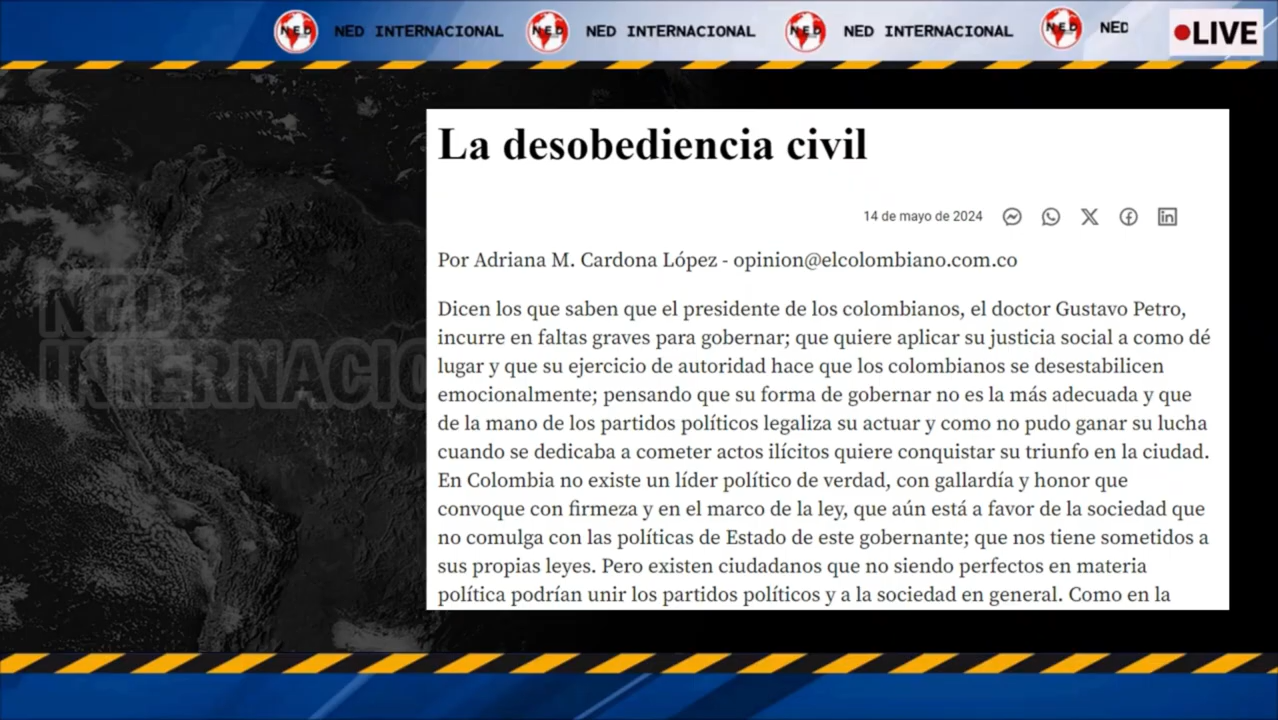 NED INTERNACIONAL NED INTERNACIONAL NED INTERNACIONAL NED
LIVE
La desobediencia civil
14 de mayo de 2024
Por Adriana M. Cardona López - opinion@elcolombiano.com.co
Dicen los que saben que el presidente de los colombianos, el doctor Gustavo Petro,
incurre en faltas graves para gobernar; que quiere aplicar su justicia social a como dé
lugar y que su ejercicio de autoridad hace que los colombianos se desestabilicen
emocionalmente; pensando que su forma de gobernar no es la más adecuada y que
de la mano de los partidos políticos legaliza su actuar y como no pudo ganar su lucha
cuando se dedicaba a cometer actos ilícitos quiere conquistar su triunfo en la ciudad.
En Colombia no existe un líder político de verdad, con gallardía y honor que
convoque con firmeza y en el marco de la ley, que aún está a favor de la sociedad que
no comulga con las políticas de Estado de este gobernante; que nos tiene sometidos a
sus propias leyes. Pero existen ciudadanos que no siendo perfectos en materia
política podrían unir los partidos políticos y a la sociedad en general. Como en la
NED
INTERNACIO